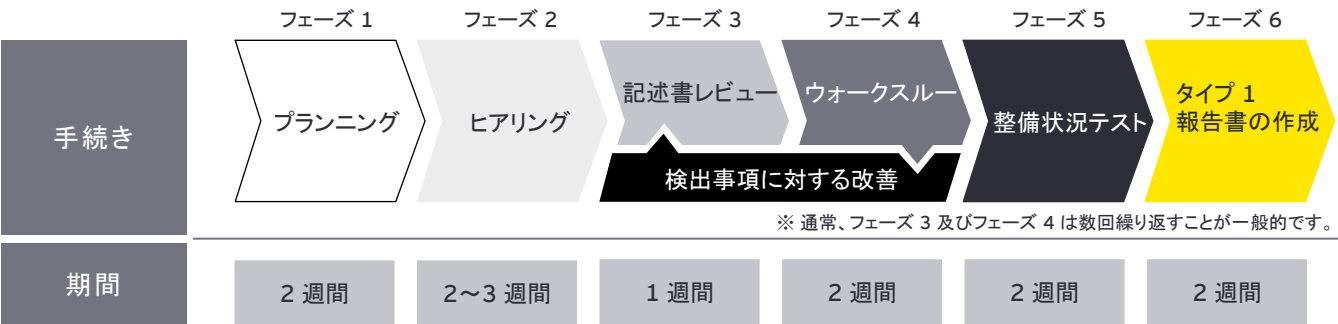 フェーズ 1
フェーズ 2
フェーズ 3
フェーズ 4
フェーズ 5
フェーズ 6
手続き
プランニング
ヒアリング
記述書レビュー
ウォークスルー
整備状況テスト
タイプ 1
報告書の作成
検出事項に対する改善
※ 通常、フェーズ 3 及びフェーズ 4 は数回繰り返すことが一般的です。
期間
2 週間
2～3 週間
1 週間
2 週間
2 週間
2 週間